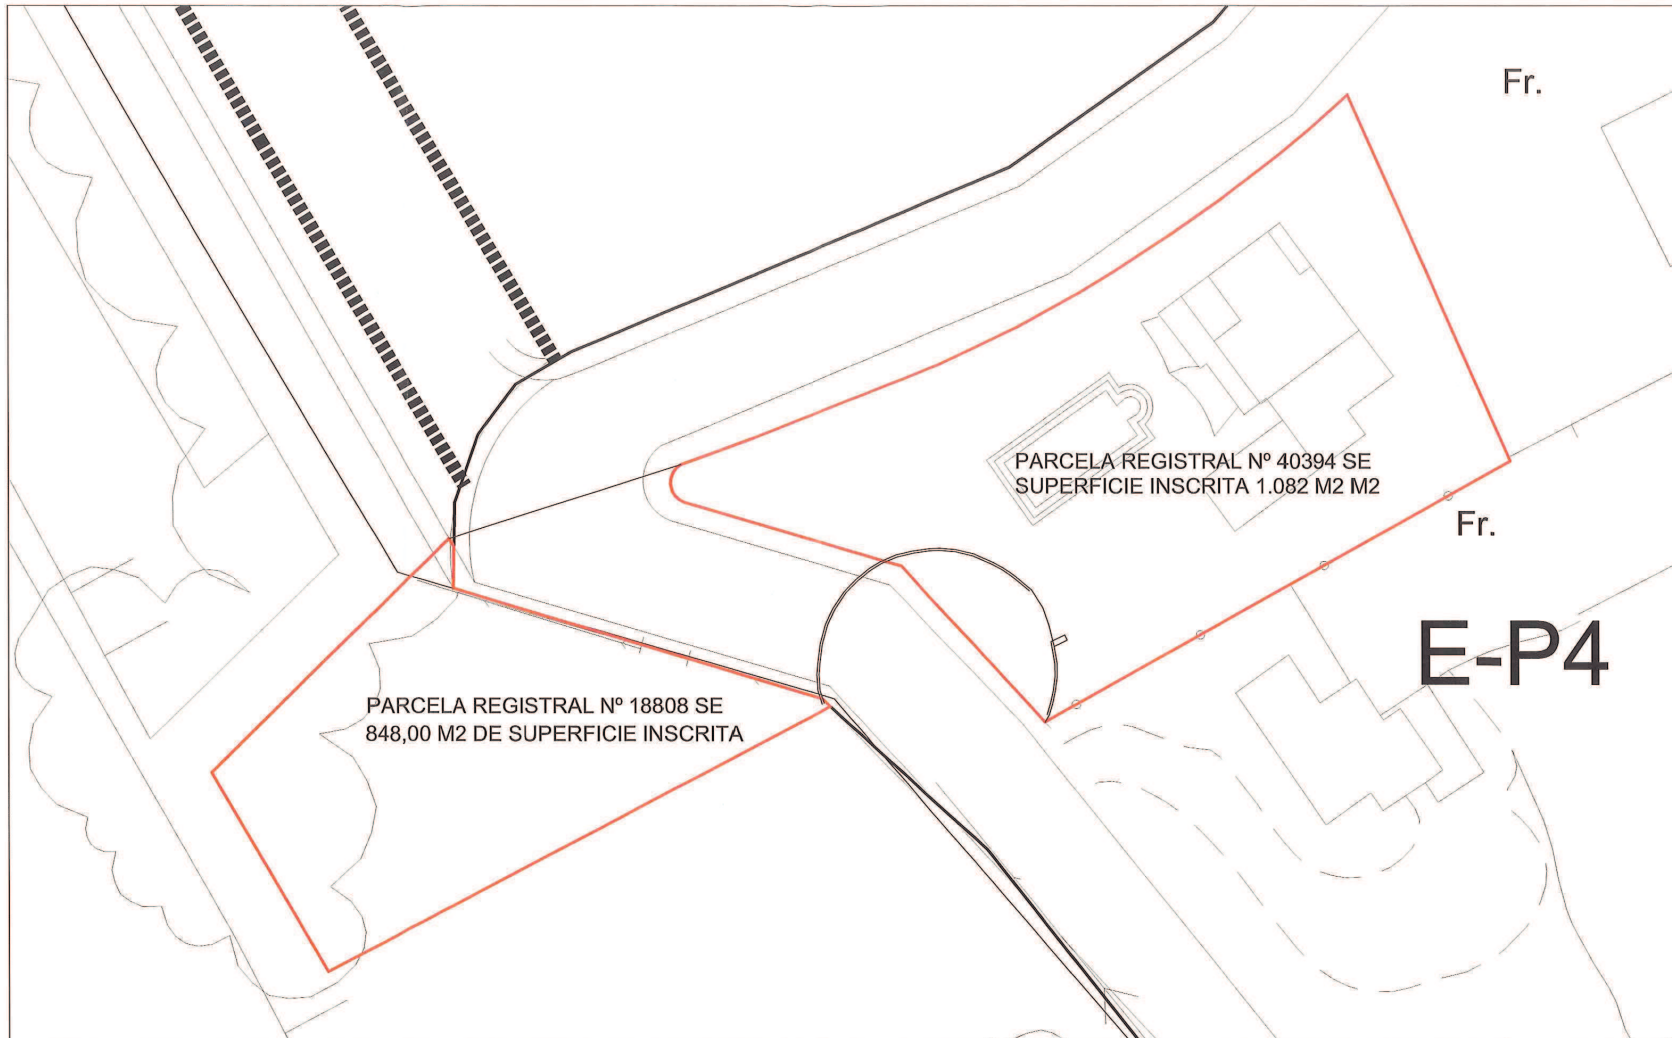 Fr.
PARCELA REGISTRAL Nº 40394 SE
SUPERFICIE INSCRITA 1.082 M2 M2
Fr.
E-P4
PARCELA REGISTRAL Nº 18808 SE
848,00 M2 DE SUPERFICIE INSCRITA